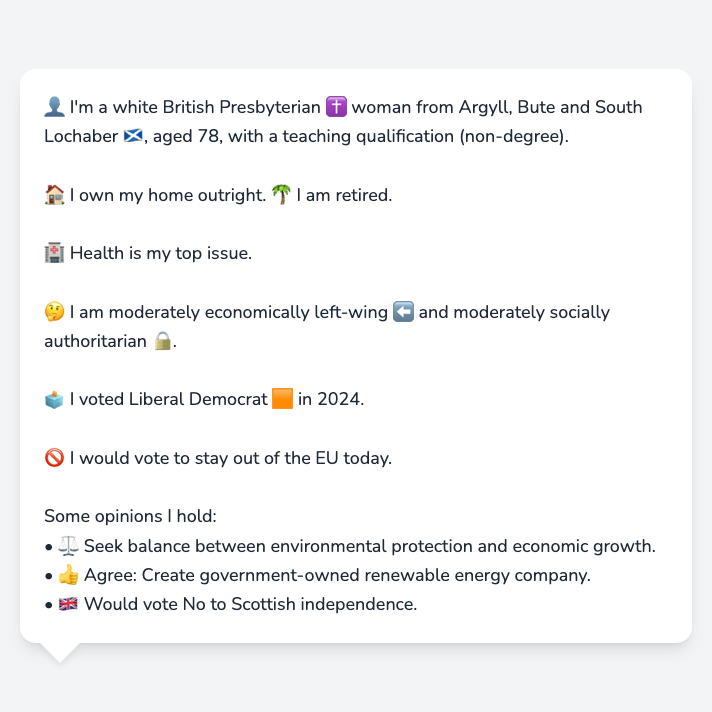 👤 I'm a white British Presbyterian ✝️ woman from Argyll, Bute and South
Lochaber 🏴󠁧󠁢󠁳󠁣󠁴󠁿, aged 78, with a teaching qualification (non-degree).
🏠 I own my home outright. 🌴 I am retired.
🏥 Health is my top issue.
🤔 I am moderately economically left-wing ⬅️ and moderately socially
authoritarian 🔒.
🗳️ I voted Liberal Democrat 🟧 in 2024.
🚫 I would vote to stay out of the EU today.
Some opinions I hold:
• ⚖️ Seek balance between environmental protection and economic growth.
• 👍 Agree: Create government-owned renewable energy company.
• 🇬🇧 Would vote No to Scottish independence.